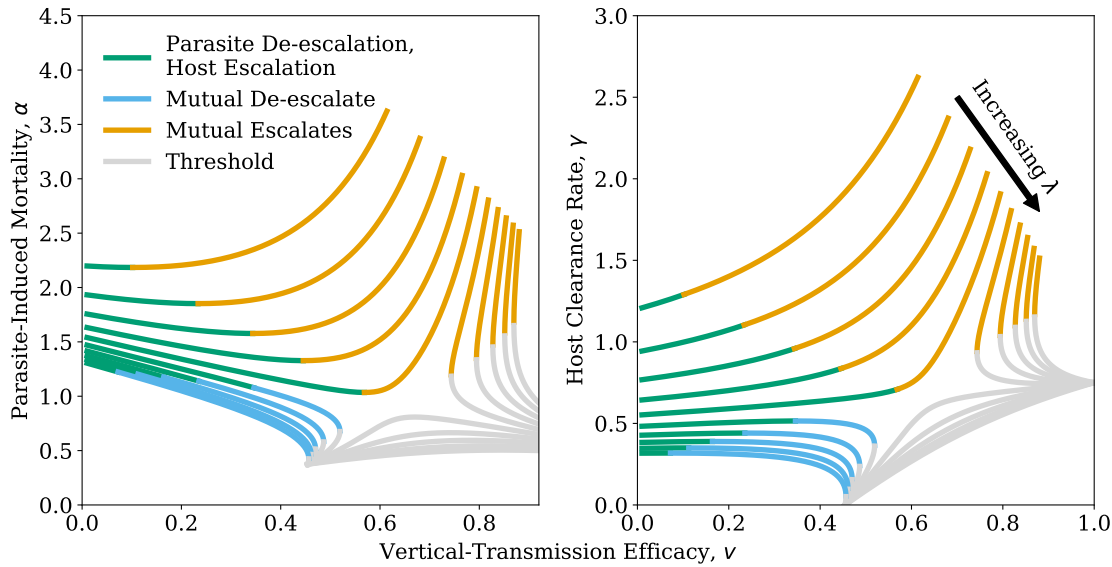 Parasite De-escalation,
Host Escalation
Mutual De-escalate
Mutual Escalates
Threshold
Parasite-Induced Mortality, α
4.5
4.0
3.5
3.0
2.5
2.0
1.5
1.0
0.5
0.0
0.0 0.2 0.4 0.6 0.8
Increasing λ
Host Clearance Rate, γ
3.0
2.5
2.0
1.5
1.0
0.5
0.0
0.0 0.2 0.4 0.6 0.8 1.0
Vertical-Transmission Efficacy, v